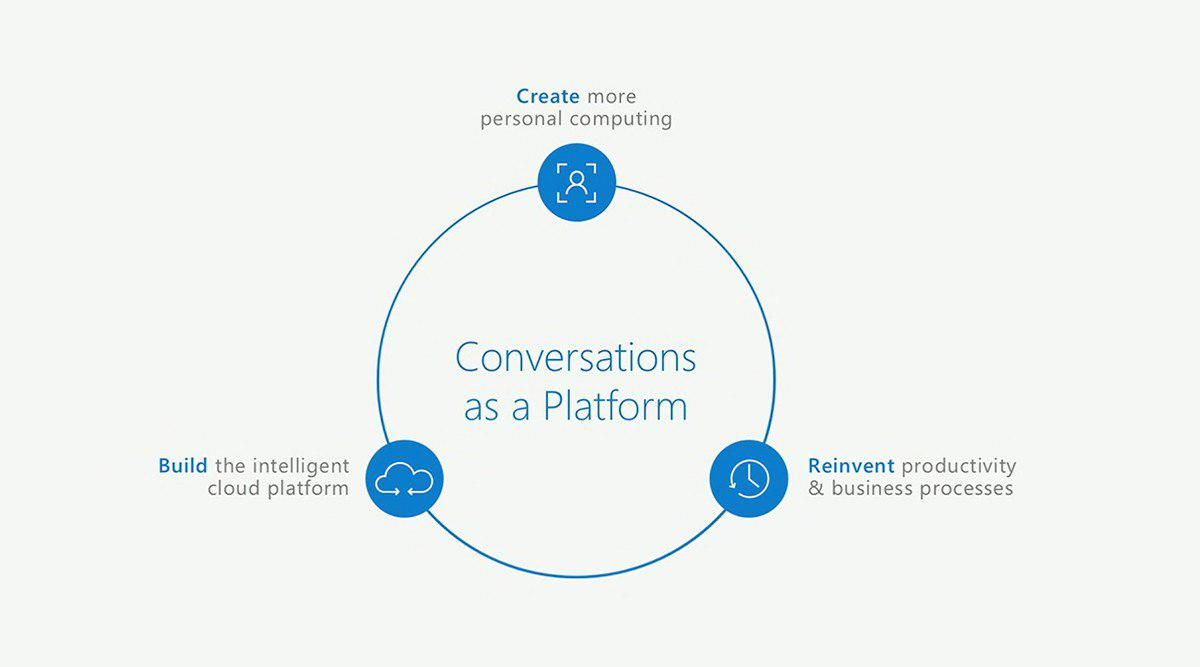 Create more
personal computing
Conversations
as a Platform
Build the intelligent
cloud platform
Reinvent productivity
& business processes